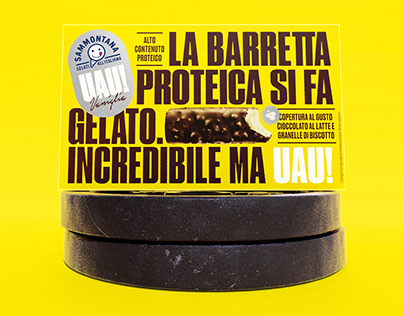 SAMMONTANA
GELATI ALL'ITALIANA
UAU!
Vaniglia
ALTO
CONTENUTO
PROTEICO
LA BARRETTA
PROTEICA SI FA
GELATO.
COPERTURA AL GUSTO
CIOCCOLATO AL LATTE E
GRANELLE DI BISCOTTO
INCREDIBILE MA UAU!